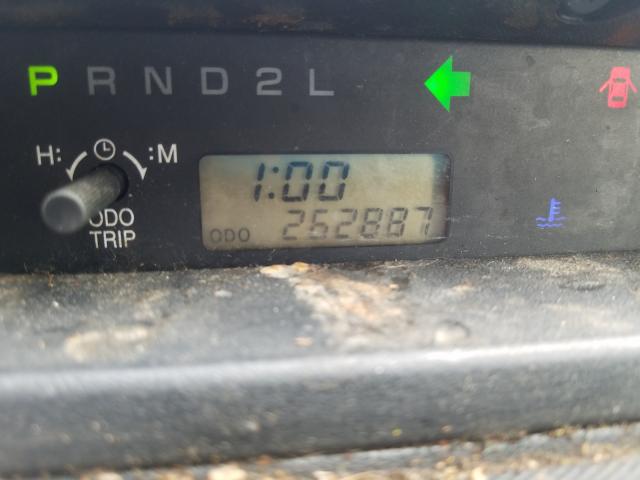 P R N D 2 L
H: :M
1:00
ODO
TRIP
ODO 252887